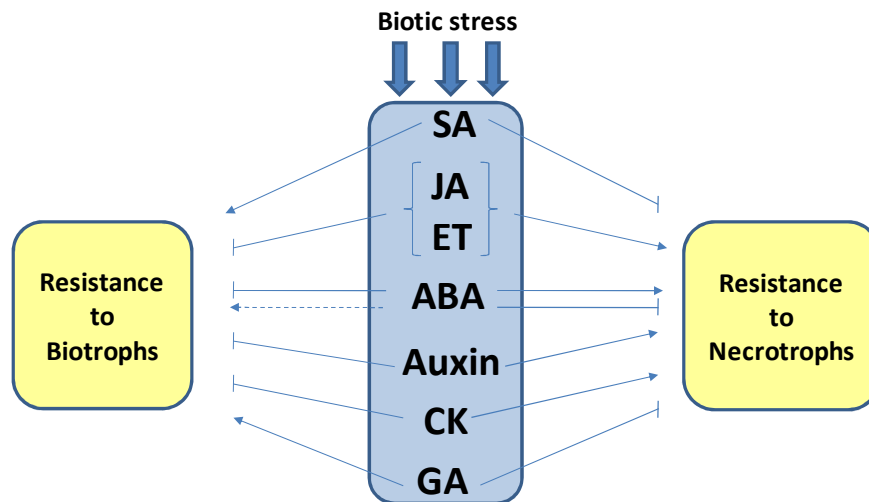 Biotic stress
SA
JA
ET
ABA
Auxin
CK
GA
Resistance
to
Biotrophs
Resistance
to
Necrotrophs